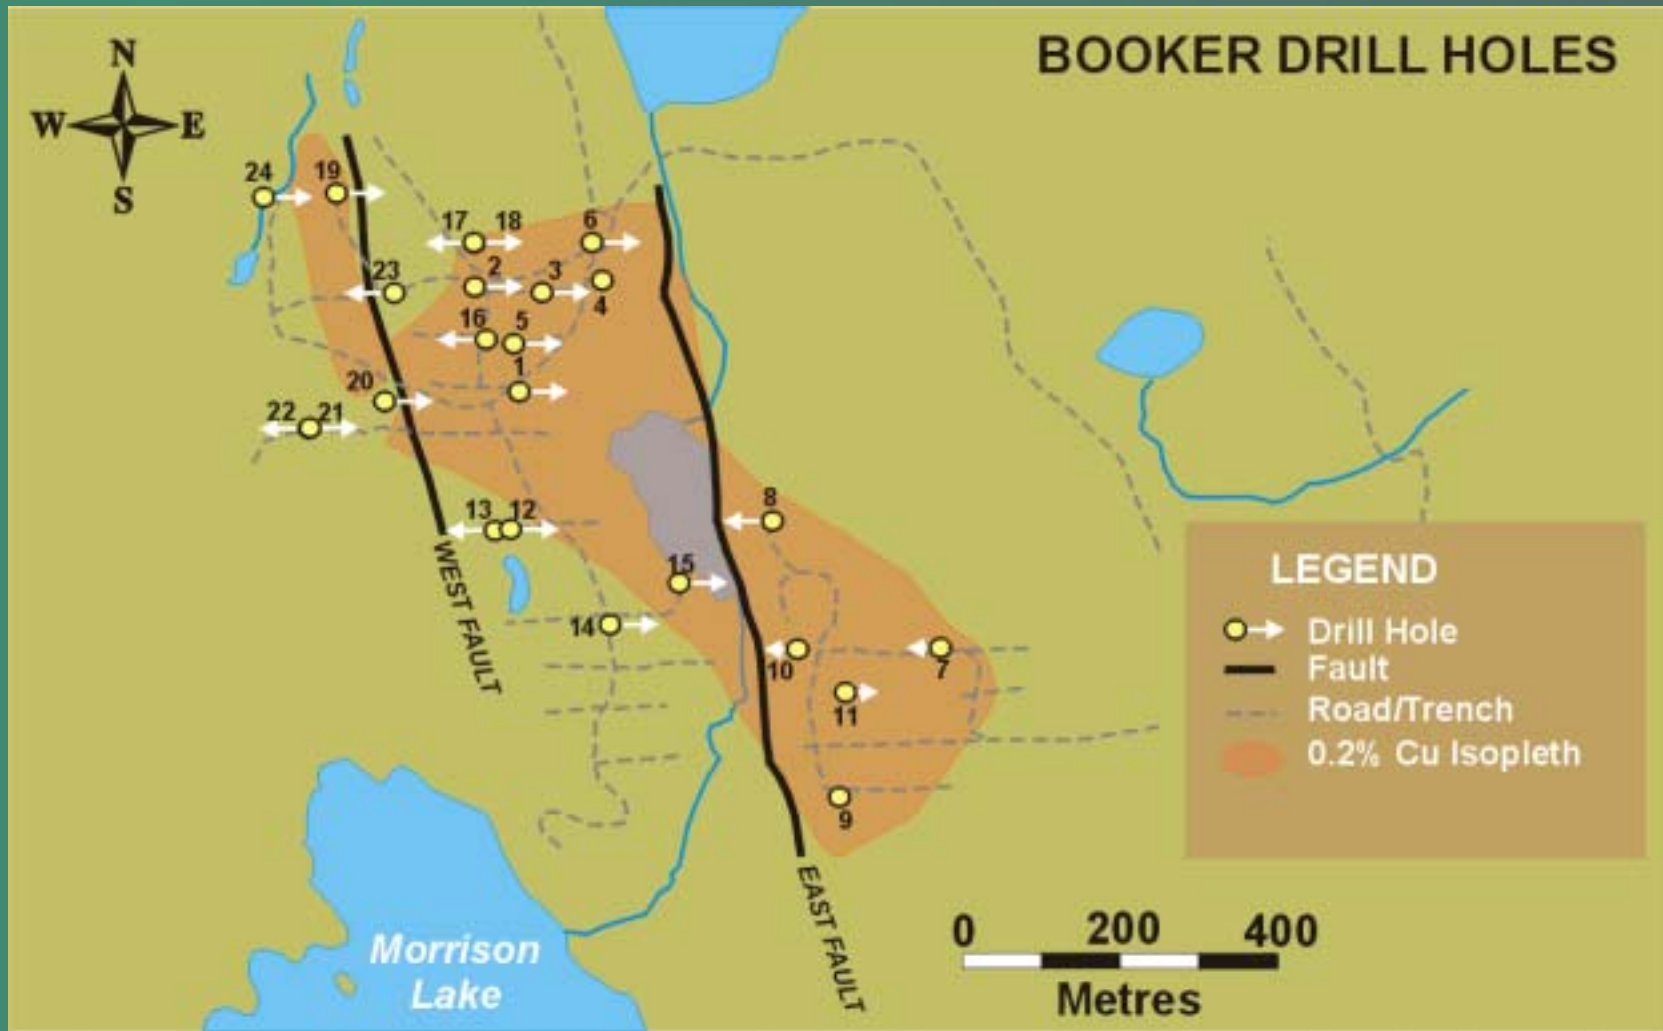 BOOKER DRILL HOLES
N
W E
S
24 19
17 18 6
23 2 3
4
16 5
1
20
22 21
13 12 8
15
14
10 7
11
9
WEST FAULT
EAST FAULT
LEGEND
Drill Hole
Fault
Road/Trench
0.2% Cu Isopleth
Morrison
Lake
0 200 400
Metres